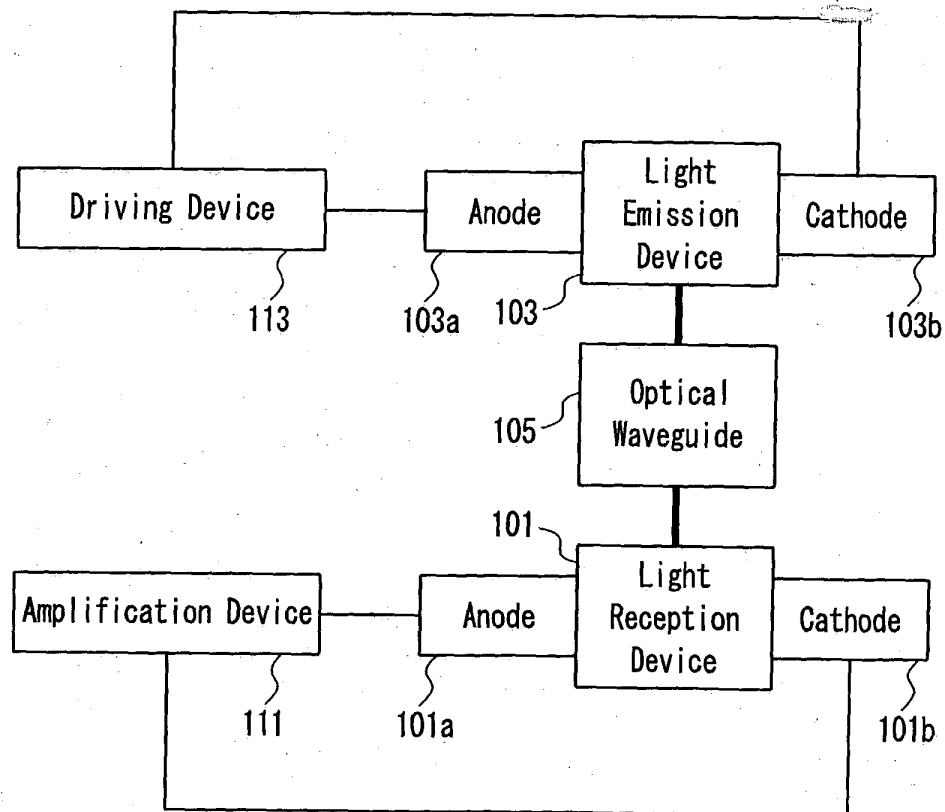 Driving Device
Anode
Light
Emission
Device
Cathode
113
103a
103
103b
Optical
Waveguide
105
101
Amplification Device
Anode
Light
Reception
Device
Cathode
111
101a
101b